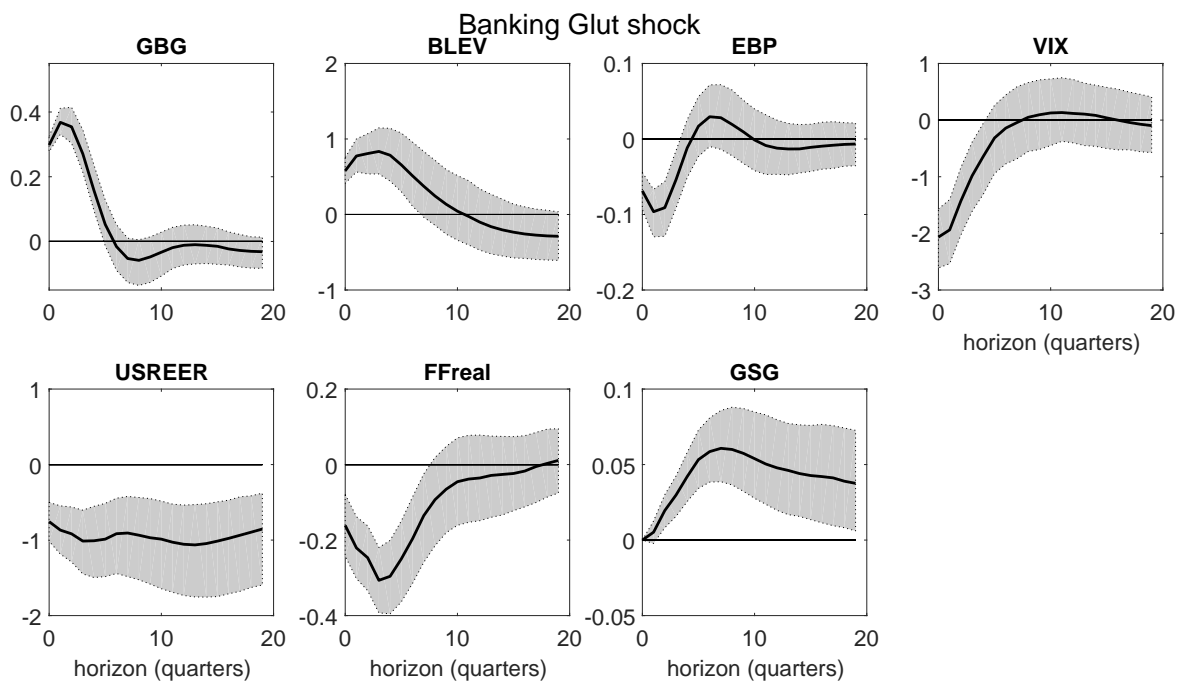 Banking Glut shock
GBG
BLEV
EBP
VIX
0.4
0.2
0
0 10 20
2
1
0
-1
0 10 20
0.1
0
-0.1
-0.2
0 10 20
1
0
-1
-2
-3
0 10 20
horizon (quarters)
USREER
FFreal
GSG
1
0
-1
-2
0 10 20
horizon (quarters)
0.2
0
-0.2
-0.4
0 10 20
horizon (quarters)
0.1
0.05
0
-0.05
0 10 20
horizon (quarters)